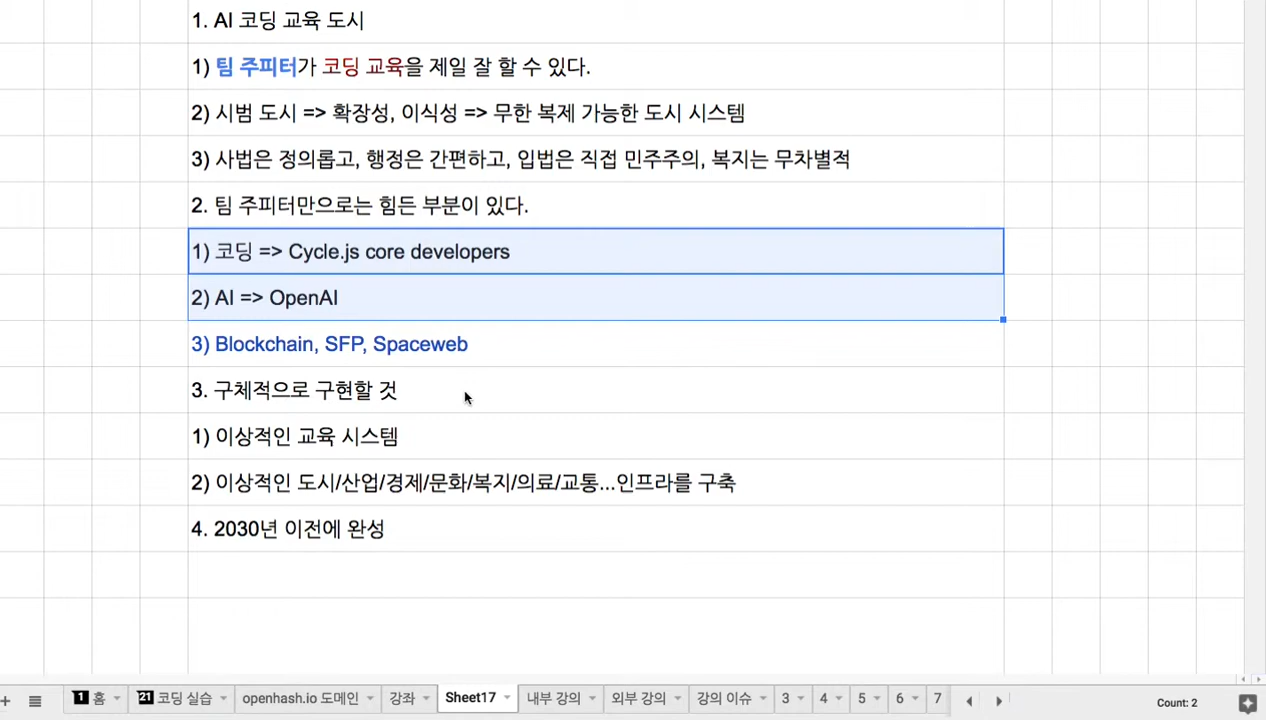 1. AI 코딩 교육 도시
1) 팀 주피터가 코딩 교육을 제일 잘 할 수 있다.
2) 시범 도시 => 확장성, 이식성 => 무한 복제 가능한 도시 시스템
3) 사법은 정의롭고, 행정은 간편하고, 입법은 직접 민주주의, 복지는 무차별적
2. 팀 주피터만으로는 힘든 부분이 있다.
1) 코딩 => Cycle.js core developers
2) AI => OpenAI
3) Blockchain, SFP, Spaceweb
3. 구체적으로 구현할 것
1) 이상적인 교육 시스템
2) 이상적인 도시/산업/경제/문화/복지/의료/교통...인프라를 구축
4. 2030년 이전에 완성
1 홈 21 코딩 실습 openhash.io 도메인 강좌 Sheet17 내부 강의 외부 강의 강의 이슈 3 4 5 6 7 Count: 2